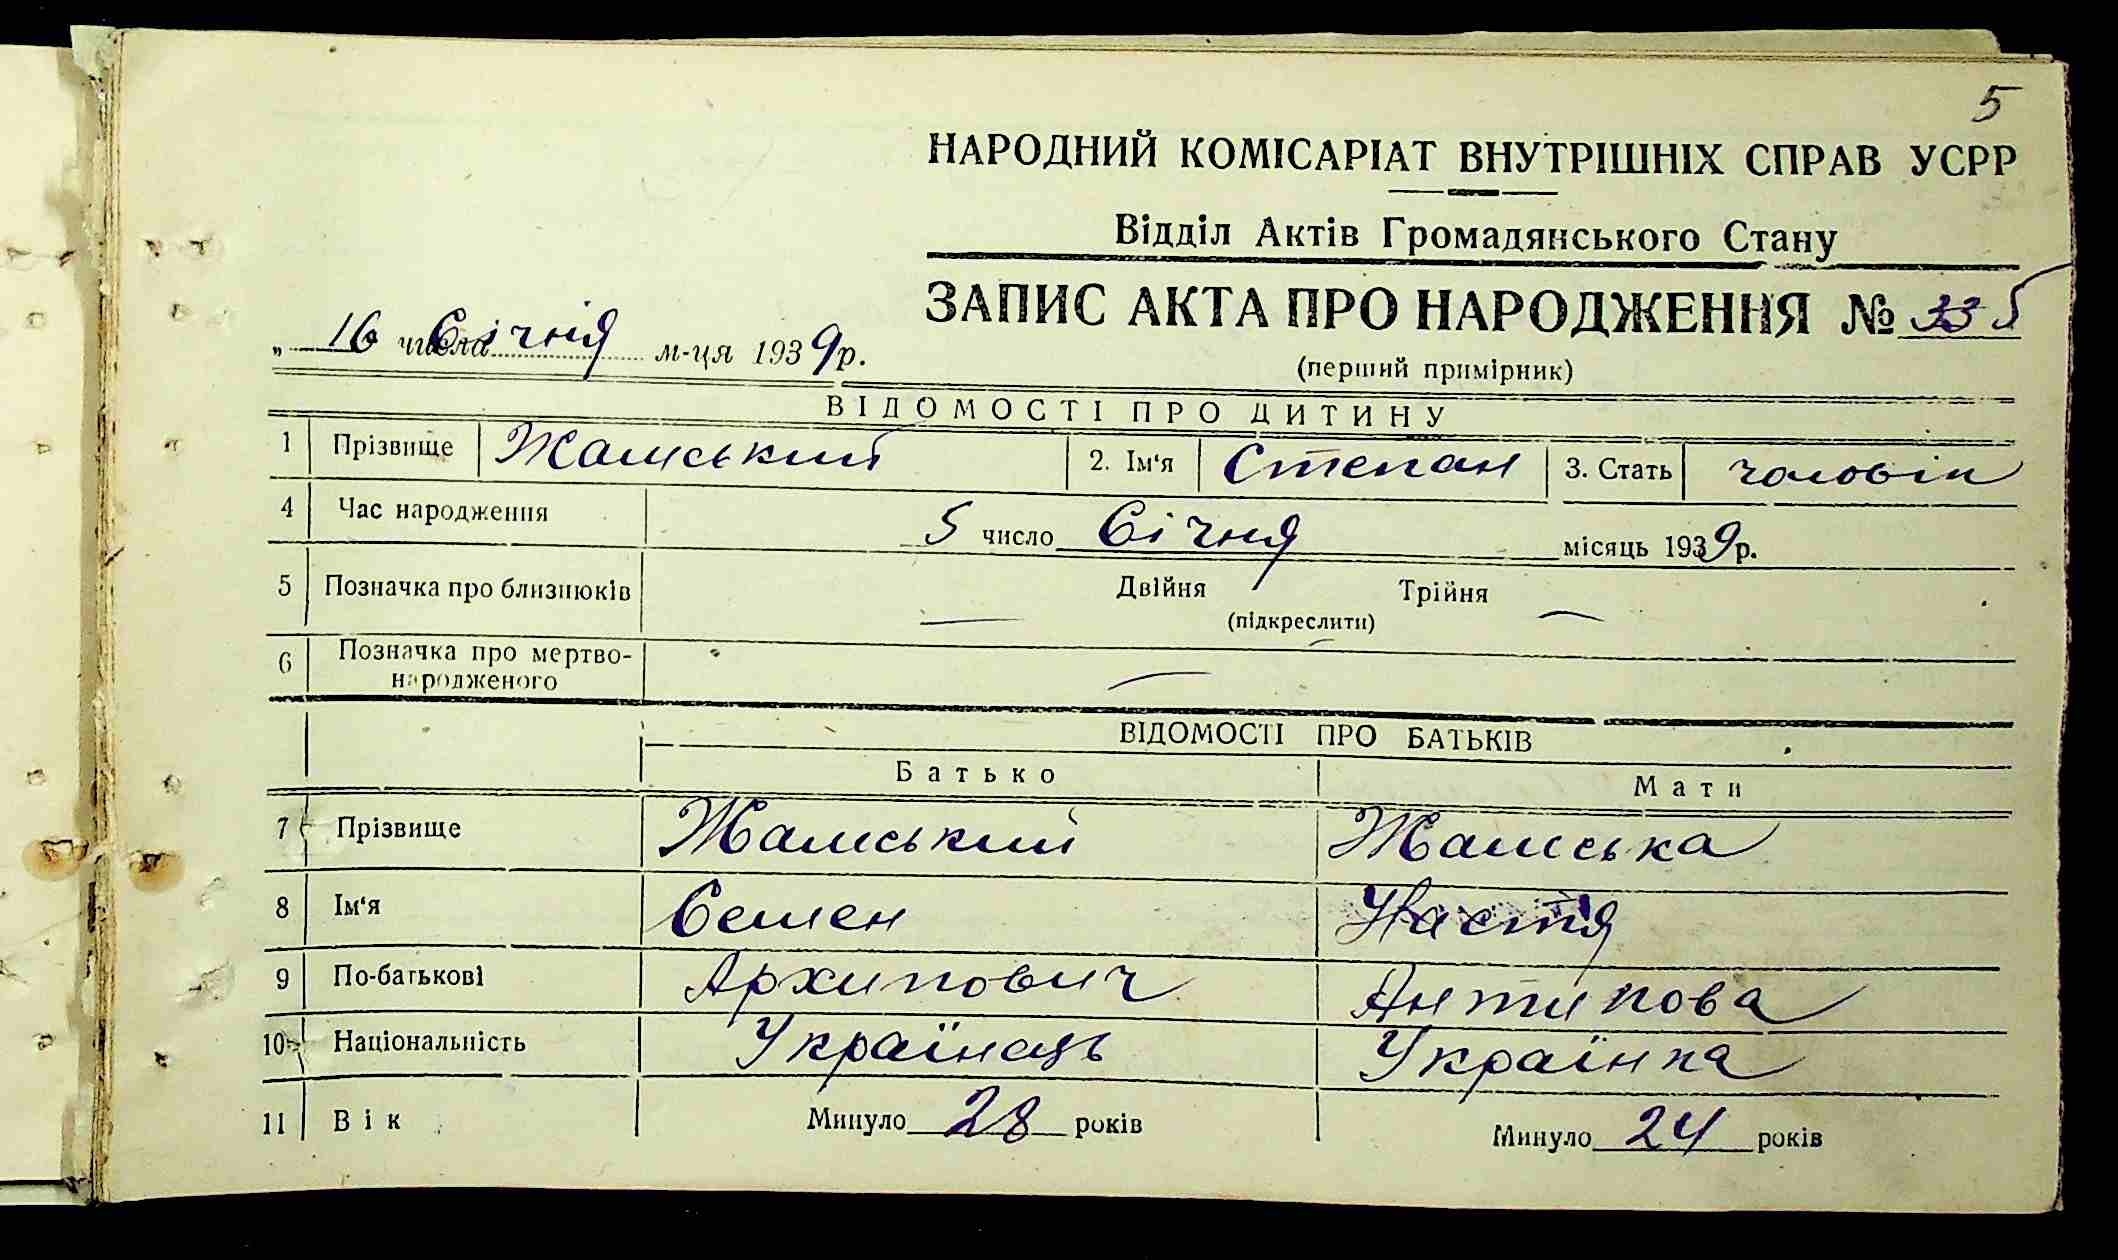 5
НАРОДНИЙ КОМІСАРІАТ ВНУТРІШНІХ СПРАВ УСРР
Відділ Актів Громадянського Стану
ЗАПИС АКТА ПРО НАРОДЖЕННЯ № 33 5
„ 16 числа Січня м-ця 1939р.
(перший примірник)
ВІДОМОСТІ ПРО ДИТИНУ
1 Прізвище Жамський 2. Ім'я Степан 3. Стать чоловік
4 Час народження 5 число Січня місяць 1939р.
5 Позначка про близнюків Двійня Трійня
(підкреслити)
6 Позначка про мертво-
народженого
ВІДОМОСТІ ПРО БАТЬКІВ
Батько Мати
7 Прізвище Жамський Жамська
8 Ім'я Семен Настя
9 По-батькові Архипович Антипова
10 Національність Українець Українка
11 Вік Минуло 28 років Минуло 24 років